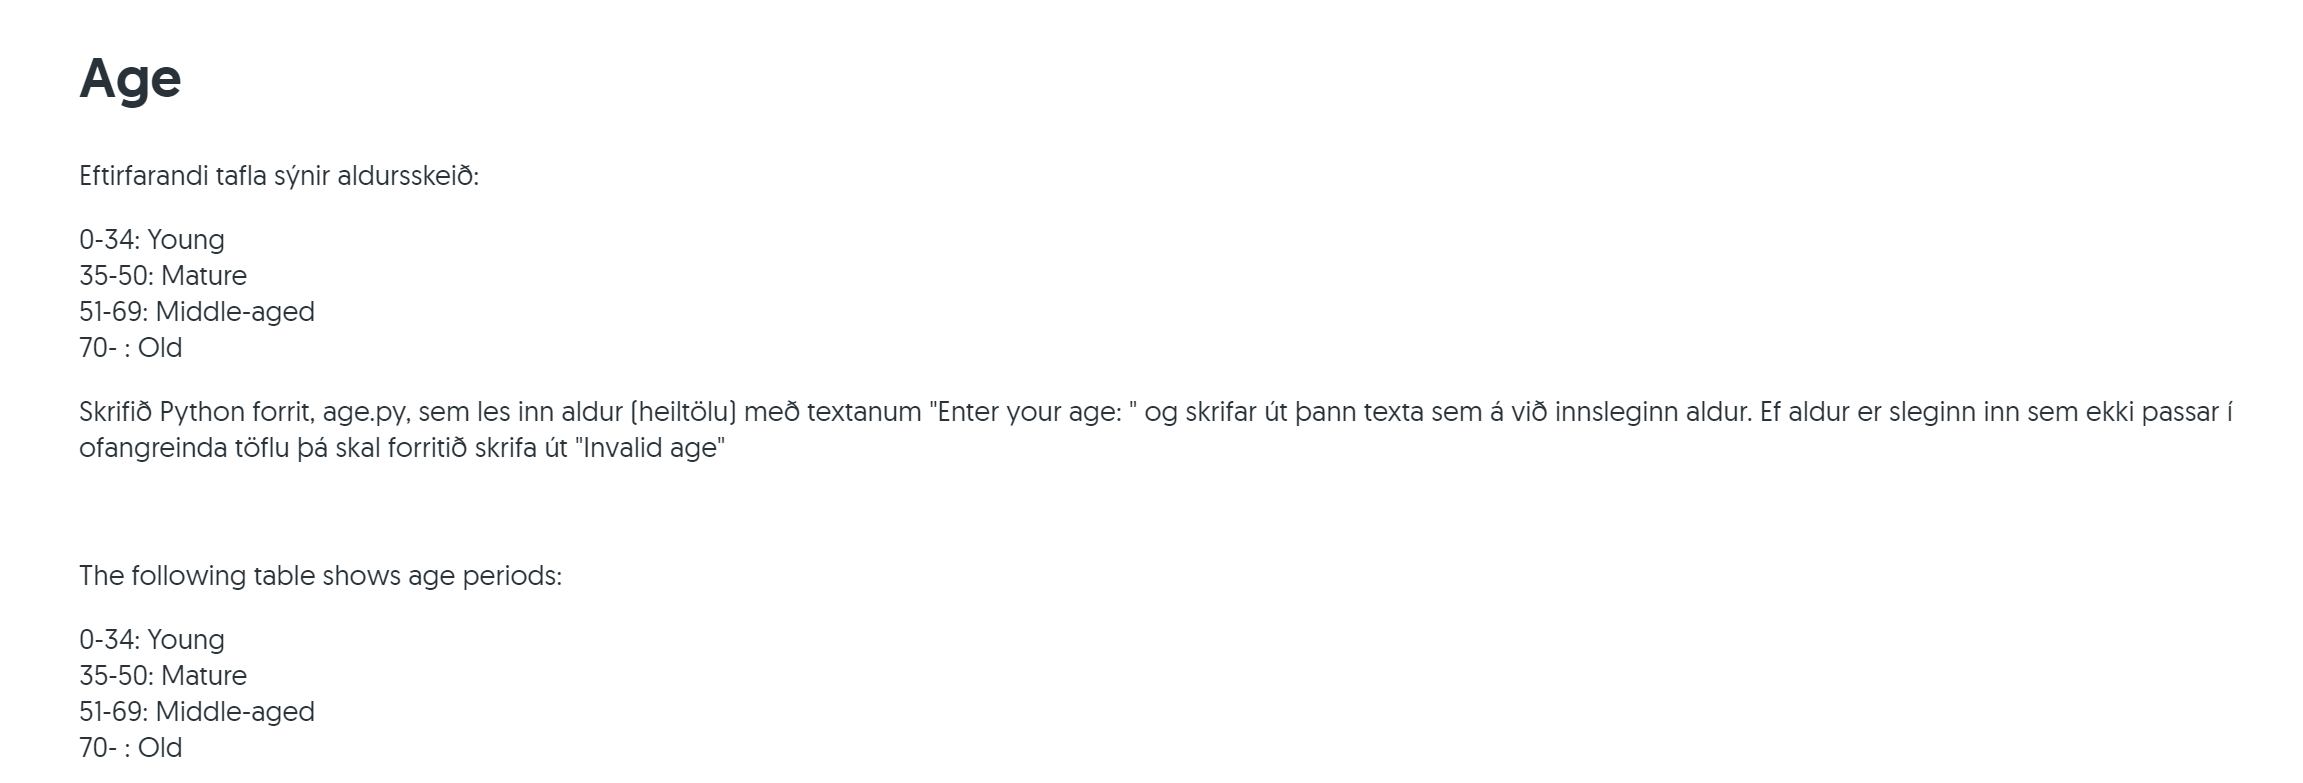 Age
Eftirfarandi tafla sýnir aldursskeið:
0-34: Young
35-50: Mature
51-69: Middle-aged
70- : Old
Skrifið Python forrit, age.py, sem les inn aldur (heiltölu) með textanum "Enter your age: " og skrifar út þann texta sem á við innsleginn aldur. Ef aldur er sleginn inn sem ekki passar í
ofangreinda töflu þá skal forritið skrifa út "Invalid age"
The following table shows age periods:
0-34: Young
35-50: Mature
51-69: Middle-aged
70- : Old